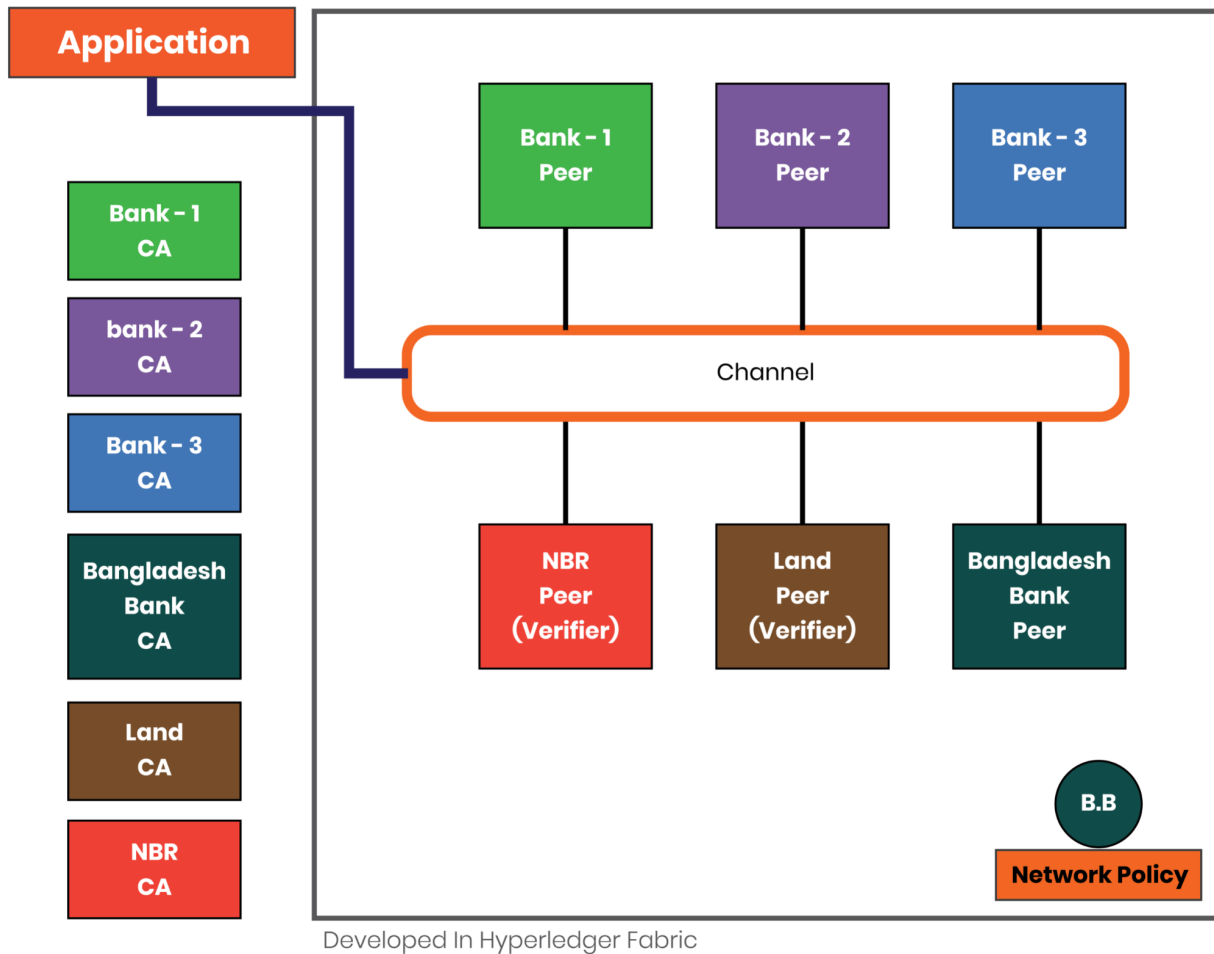 Application
Bank - 1
CA
bank - 2
CA
Bank - 3
CA
Bangladesh
Bank
CA
Land
CA
NBR
CA
Bank - 1
Peer
Bank - 2
Peer
Bank - 3
Peer
Channel
NBR
Peer
(Verifier)
Land
Peer
(Verifier)
Bangladesh
Bank
Peer
B.B
Network Policy
Developed In Hyperledger Fabric